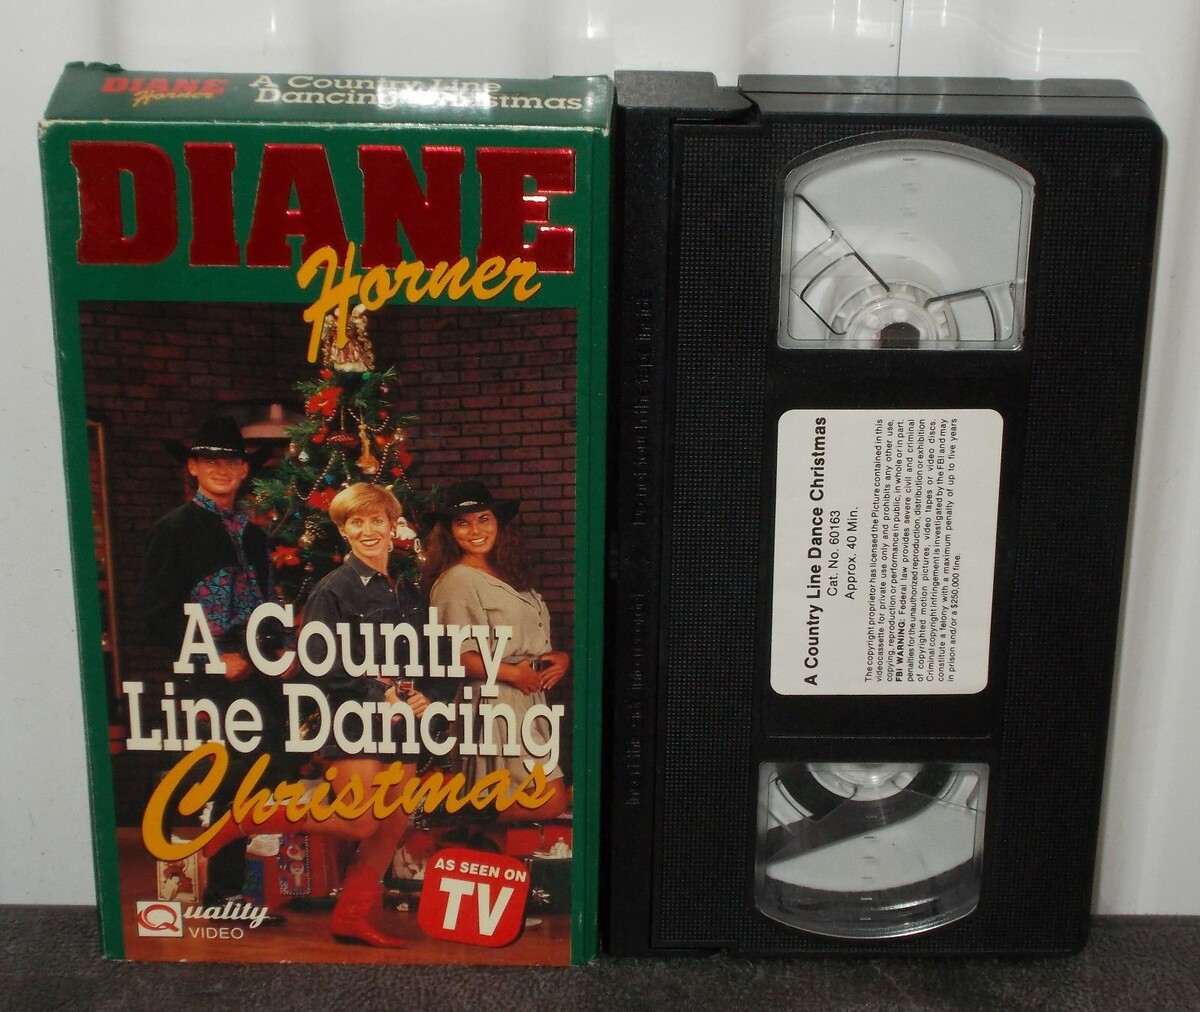 DIANE
Horner
A Country Line
Dancing Christmas
DIANE
Horner
A Country
Line Dancing
Christmas
Quality
VIDEO
AS SEEN ON
TV
A Country Line Dance Christmas
Cat. No. 60163
Approx. 40 Min.
The copyright proprietor has licensed the Picture contained in this
videocassette for private use only and prohibits any other use,
copying, reproduction or performance in public, in whole or in part.
FBI WARNING: Federal law provides severe civil and criminal
penalties for the unauthorized reproduction, distribution or exhibition
of copyrighted motion pictures, video tapes or video discs.
Criminal copyright infringement is investigated by the FBI and may
constitute a felony with a maximum penalty of up to five years
in prison and/or a $250,000 fine.